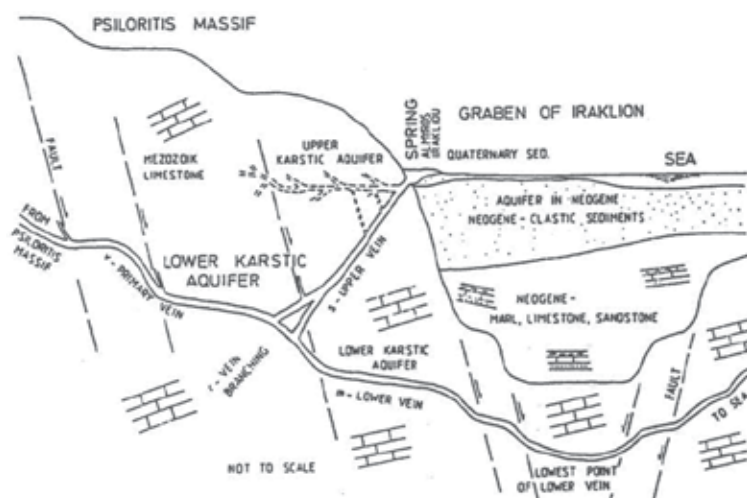 PSILORITIS MASSIF
SPRING
ALMIROS
IRAKLIOU
GRABEN OF IRAKLION
QUATERNARY SED.
SEA
FAULT
MEZOZOIK
LIMESTONE
UPPER
KARSTIC AQUIFER
AQUIFER IN NEOGENE
NEOGENE-CLASTIC SEDIMENTS
FROM
PSILORITIS
MASSIF
v-PRIMARY VEIN
LOWER KARSTIC
AQUIFER
s-UPPER VEIN
NEOGENE-
MARL, LIMESTONE, SANDSTONE
r-VEIN
BRANCHING
LOWER KARSTIC
AQUIFER
m-LOWER VEIN
FAULT
TO SEA
NOT TO SCALE
LOWEST POINT
OF LOWER VEIN